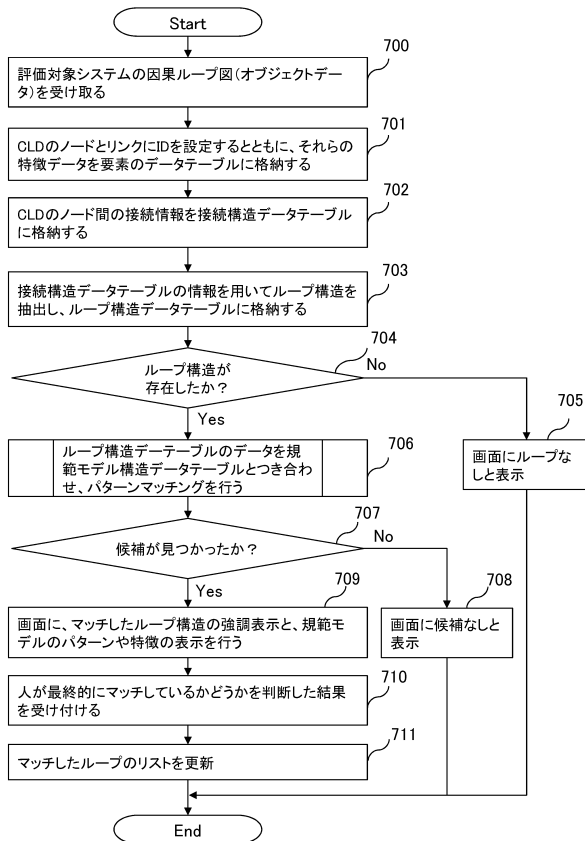 Start
700
評価対象システムの因果ループ図(オブジェクトデー
タ)を受け取る
701
CLDのノードとリンクにIDを設定するとともに、それらの
特徴データを要素のデータテーブルに格納する
702
CLDのノード間の接続情報を接続構造データテーブル
に格納する
703
接続構造データテーブルの情報を用いてループ構造を
抽出し、ループ構造データテーブルに格納する
704
ループ構造が
存在したか?
No
Yes
705
画面にループな
しと表示
706
ループ構造デーテーブルのデータを規
範モデル構造データテーブルとつき合わ
せ、パターンマッチングを行う
707
候補が見つかったか?
No
Yes
708
画面に候補なしと
表示
709
画面に、マッチしたループ構造の強調表示と、規範モ
デルのパターンや特徴の表示を行う
710
人が最終的にマッチしているかどうかを判断した結果
を受け付ける
711
マッチしたループのリストを更新
End